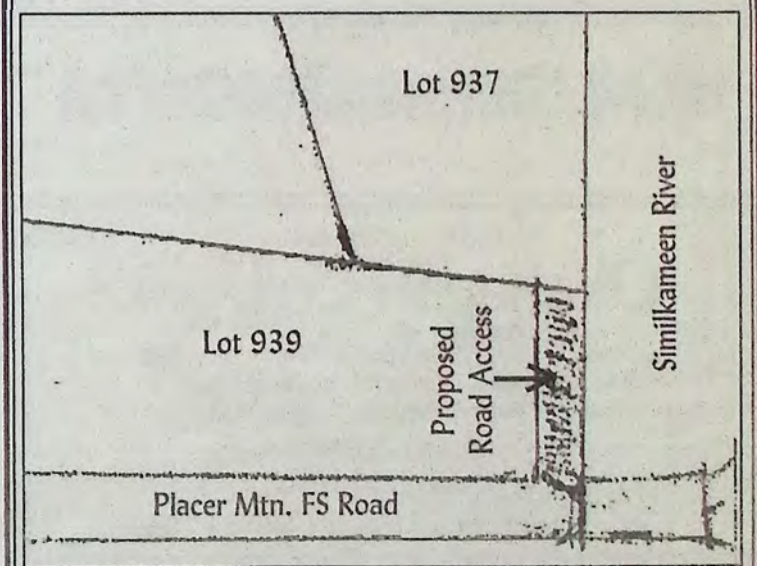 Lot 937
Similkameen River
Lot 939
Proposed
Road Access
Placer Mtn. FS Road